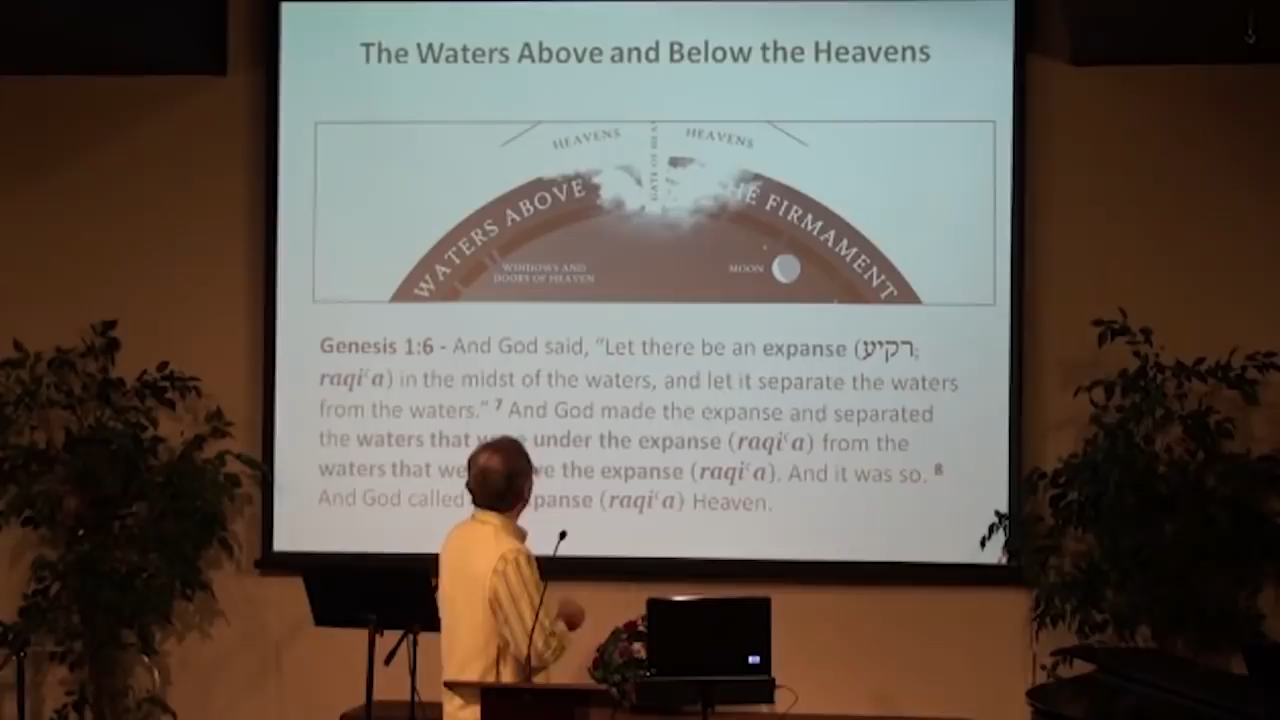 The Waters Above and Below the Heavens
HEAVENS
HEAVENS
GATE OF HEA
WATERS ABOVE
HE FIRMAMENT
WINDOWS AND
DOORS OF HEAVEN
MOON
Genesis 1:6 - And God said, “Let there be an expanse (רקיע;
raqiʿa) in the midst of the waters, and let it separate the waters
from the waters.” 7 And God made the expanse and separated
the waters that under the expanse (raqiʿa) from the
waters that we the expanse (raqiʿa). And it was so. 8
And God called panse (raqiʿa) Heaven.